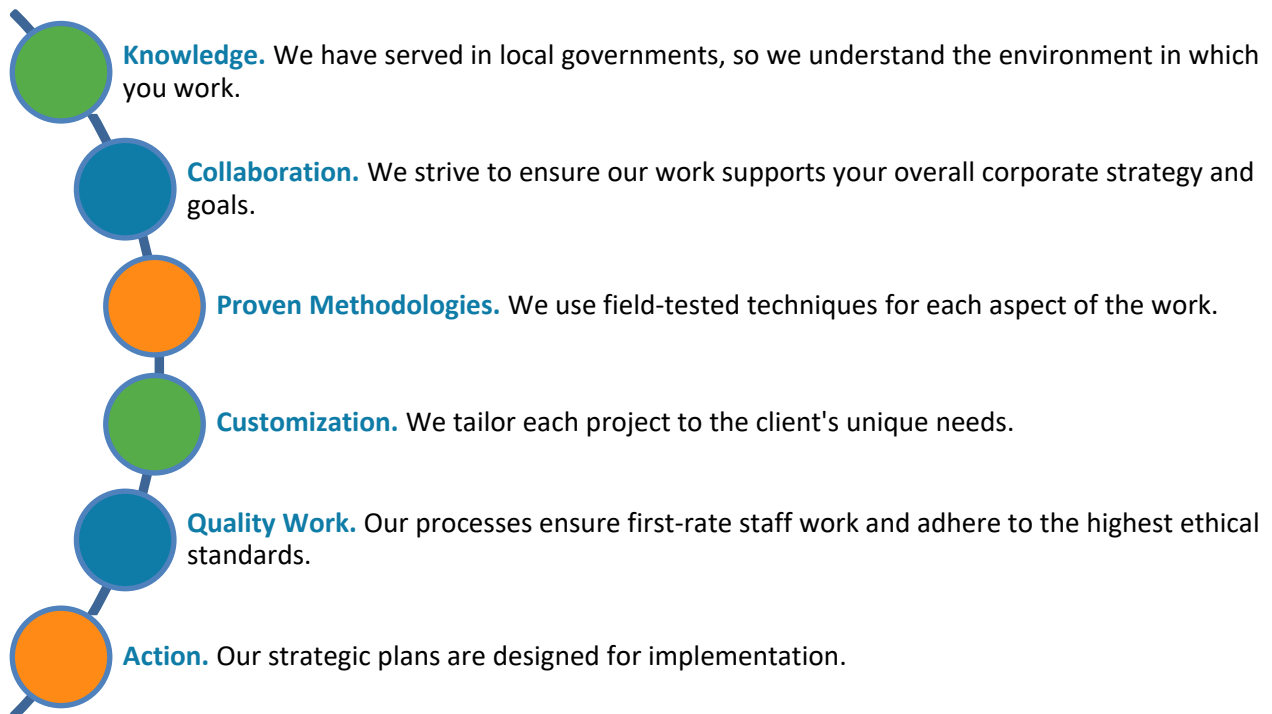 Knowledge. We have served in local governments, so we understand the environment in which
you work.
Collaboration. We strive to ensure our work supports your overall corporate strategy and
goals.
Proven Methodologies. We use field-tested techniques for each aspect of the work.
Customization. We tailor each project to the client's unique needs.
Quality Work. Our processes ensure first-rate staff work and adhere to the highest ethical
standards.
Action. Our strategic plans are designed for implementation.